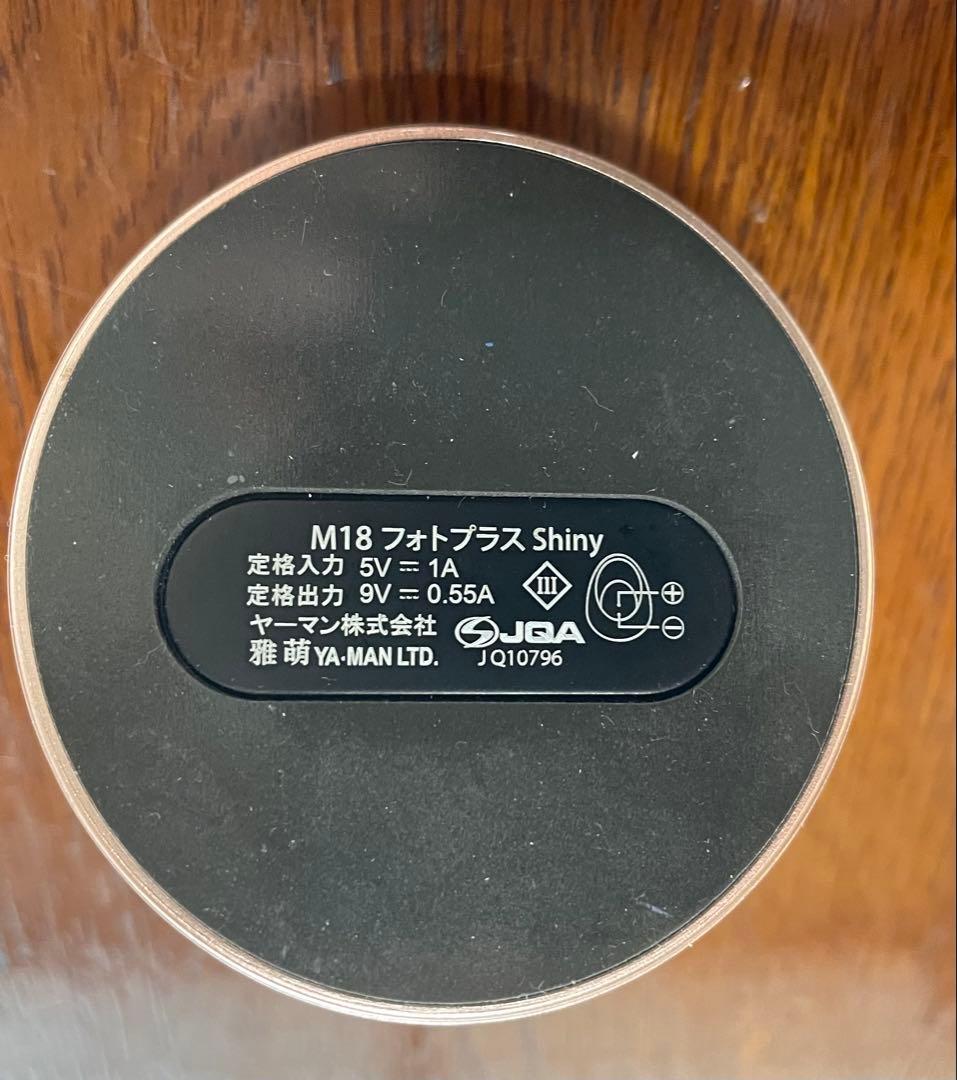 M18 フォトプラス Shiny
定格入力 5V ⎓ 1A
定格出力 9V ⎓ 0.55A
III
⊕
⊖
ヤーマン株式会社
JQA
雅萌 YA-MAN LTD.
JQ10796